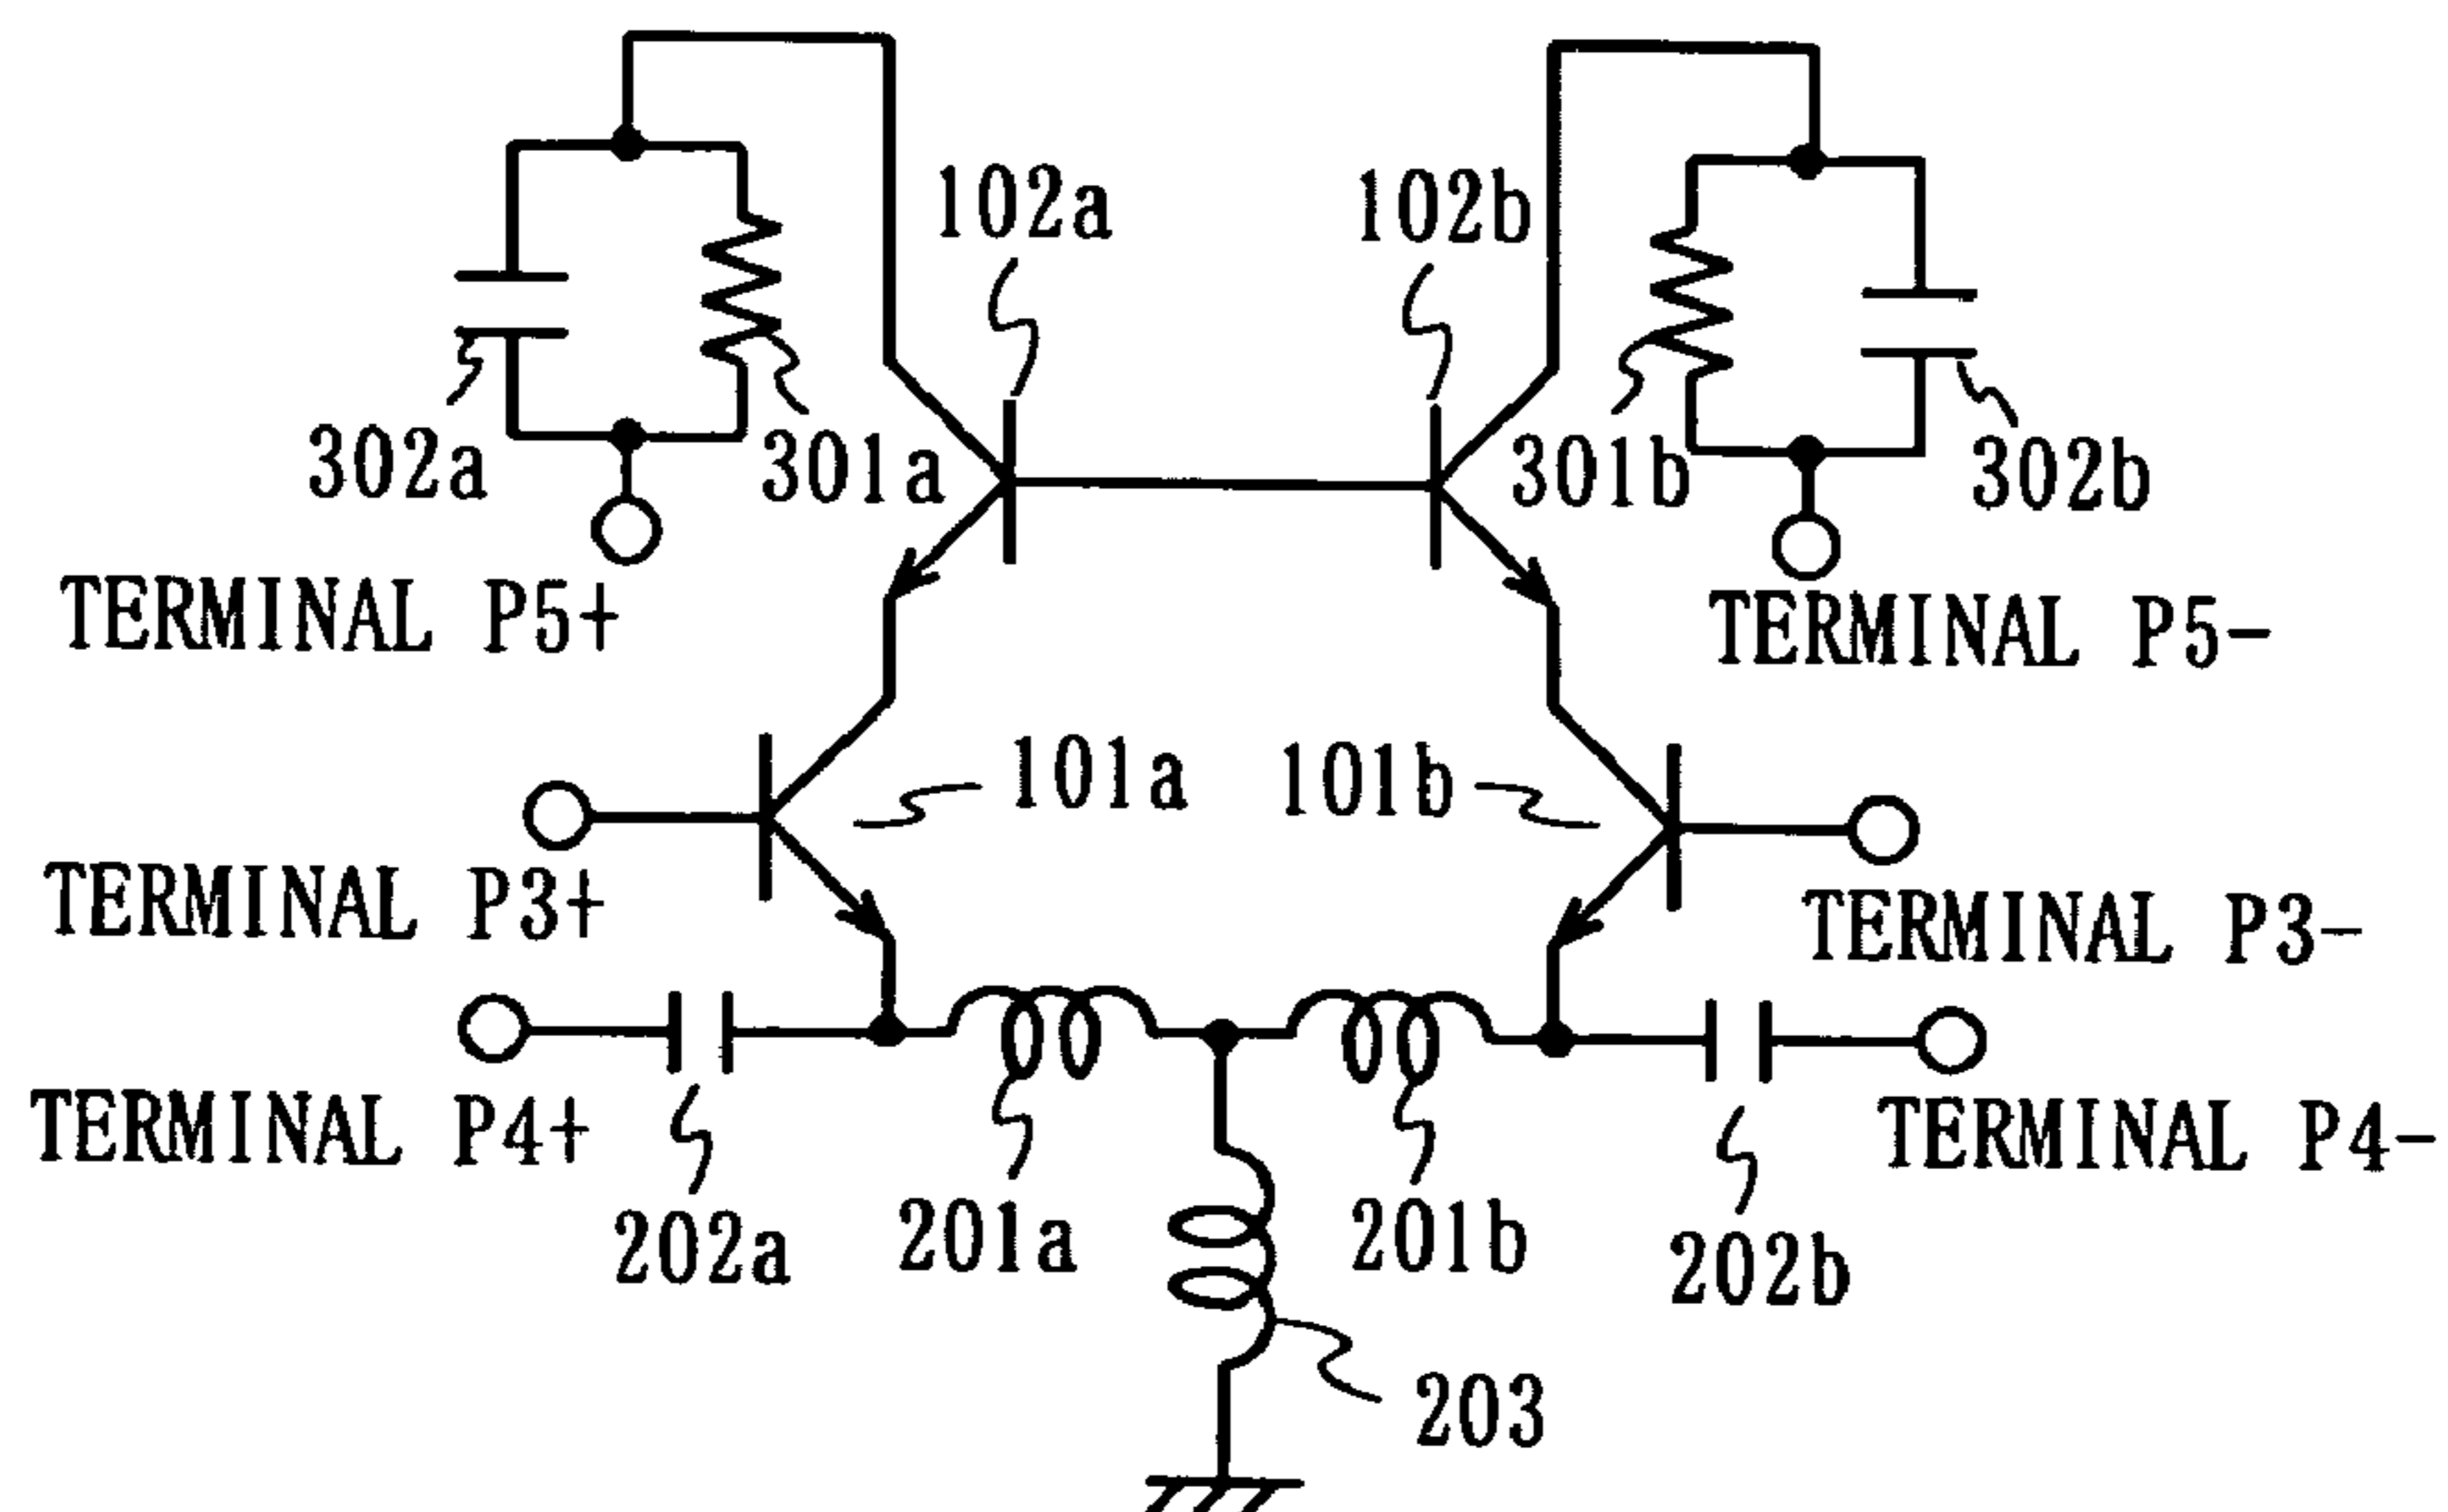 102a
102b
302a
301a
301b
302b
TERMINAL P5+
TERMINAL P5-
101a
101b
TERMINAL P3+
TERMINAL P3-
TERMINAL P4+
TERMINAL P4-
202a
201a
201b
202b
203